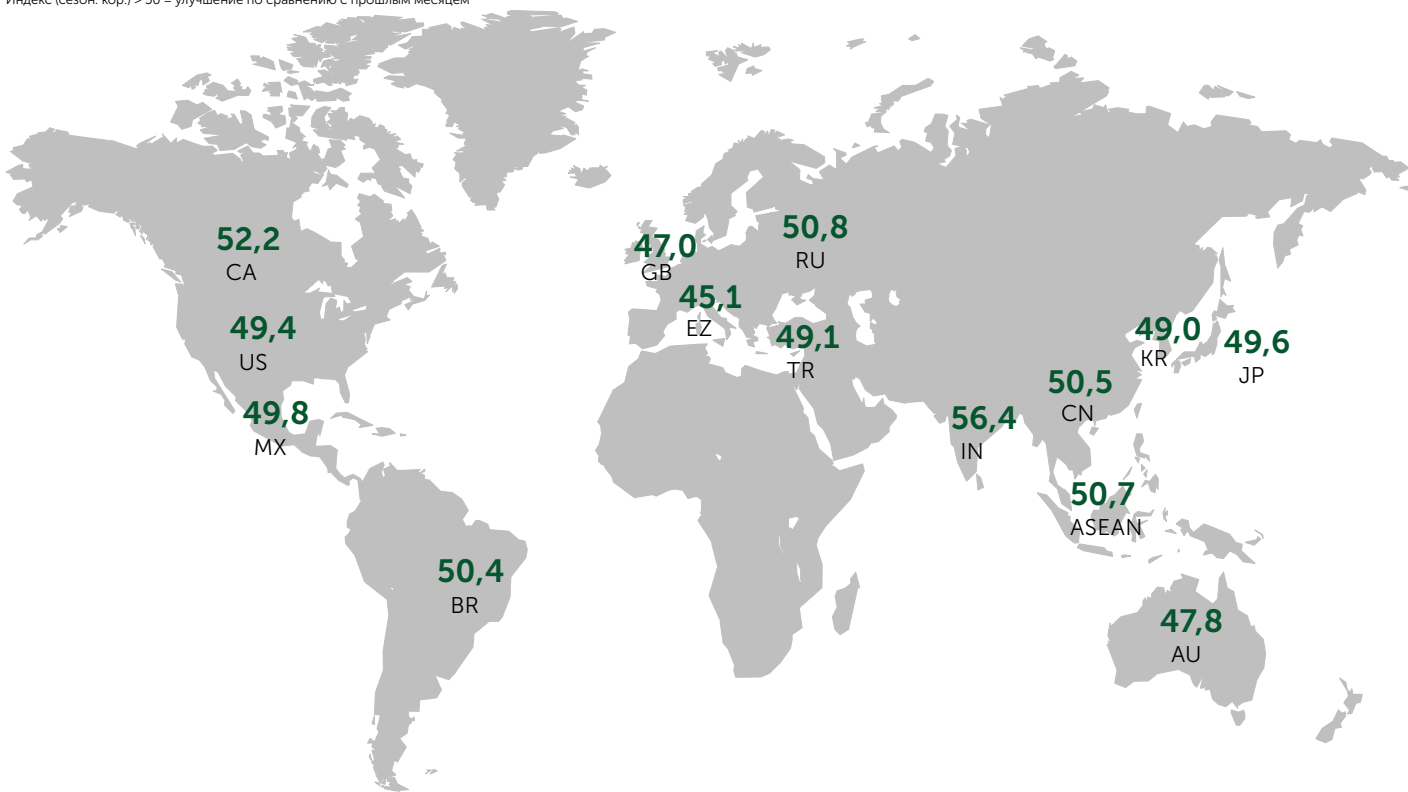 Индекс (сезон. кор.) > 50 = улучшение по сравнению с прошлым месяцем
52,2
CA
47,0
GB
50,8
RU
49,4
US
45,1
EZ
49,1
TR
49,0
KR
49,6
JP
49,8
MX
50,5
CN
56,4
IN
50,7
ASEAN
50,4
BR
47,8
AU